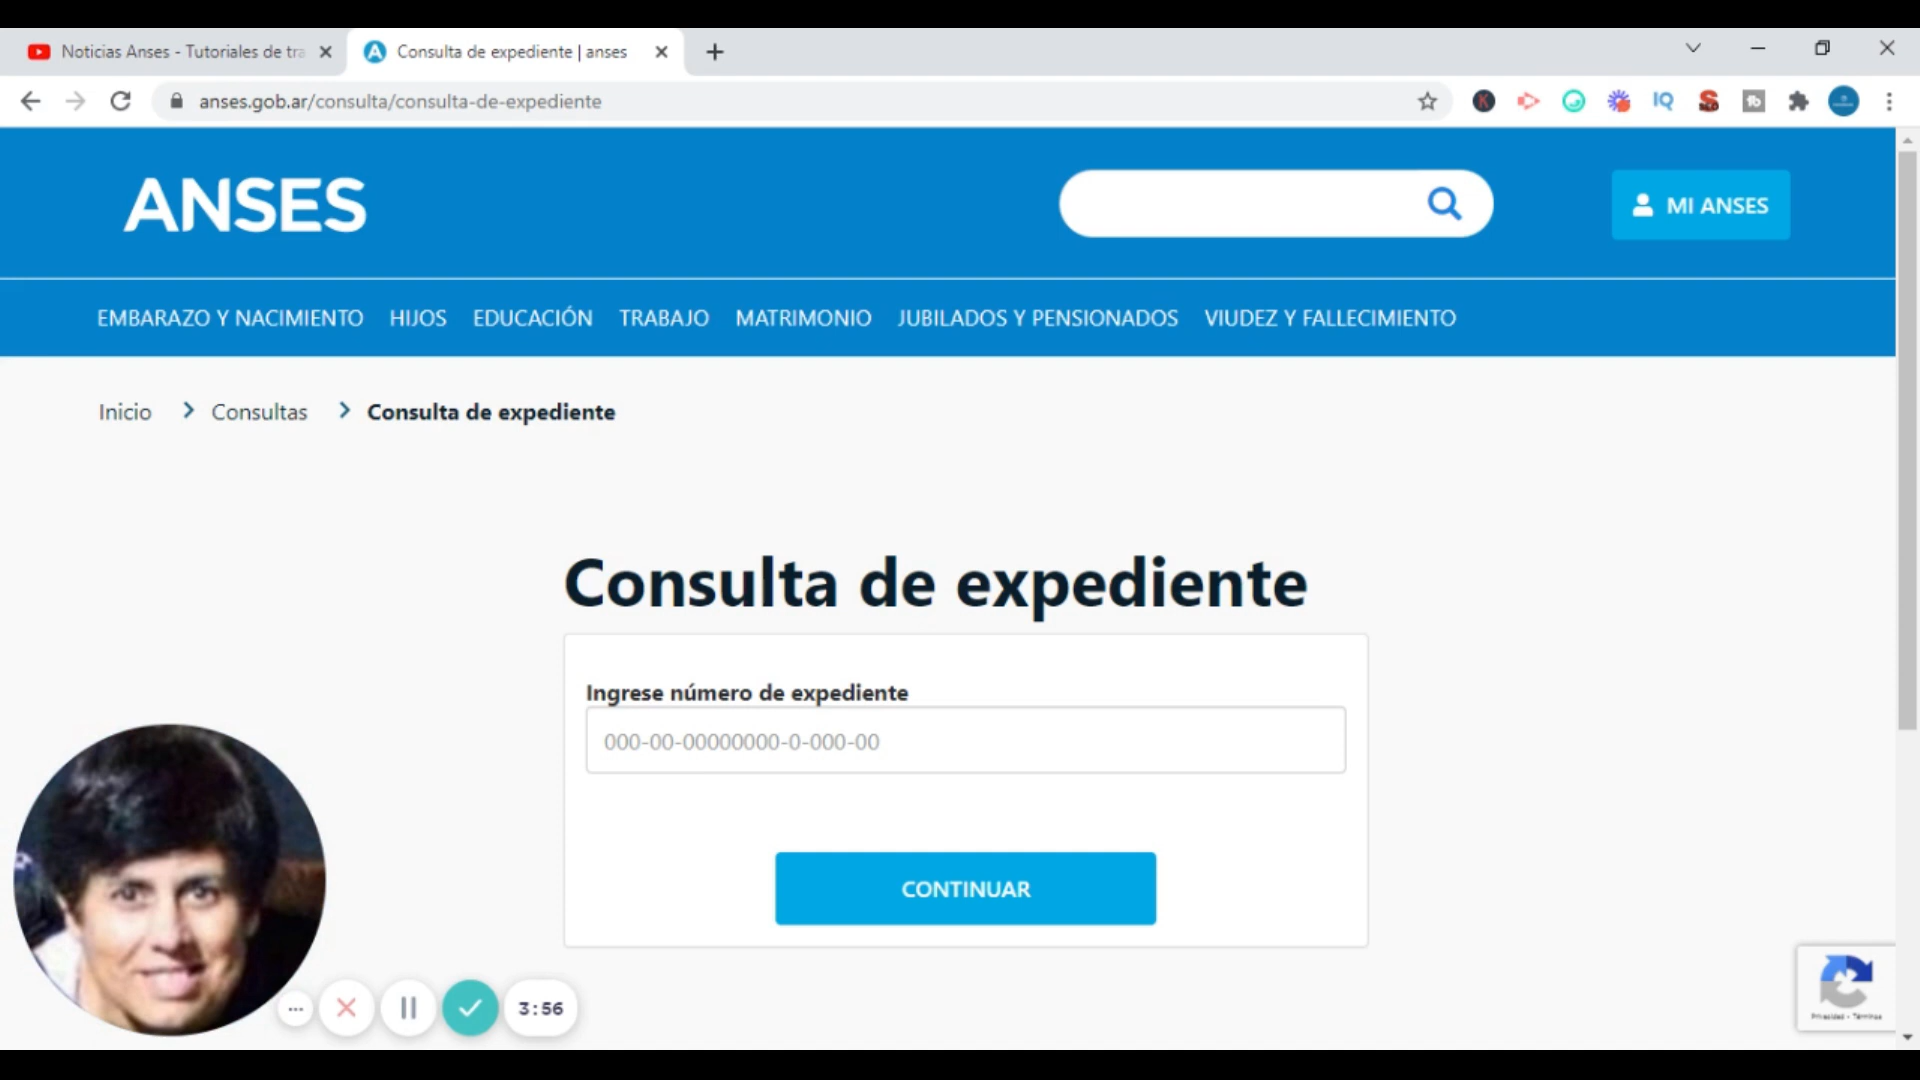 Noticias Anses - Tutoriales de tra
Consulta de expediente | anses
anses.gob.ar/consulta/consulta-de-expediente
IQ
ANSES
MI ANSES
EMBARAZO Y NACIMIENTO HIJOS EDUCACIÓN TRABAJO MATRIMONIO JUBILADOS Y PENSIONADOS VIUDEZ Y FALLECIMIENTO
Inicio > Consultas > Consulta de expediente
Consulta de expediente
Ingrese número de expediente
000-00-00000000-0-000-00
CONTINUAR
3:56
Privacidad - Términos